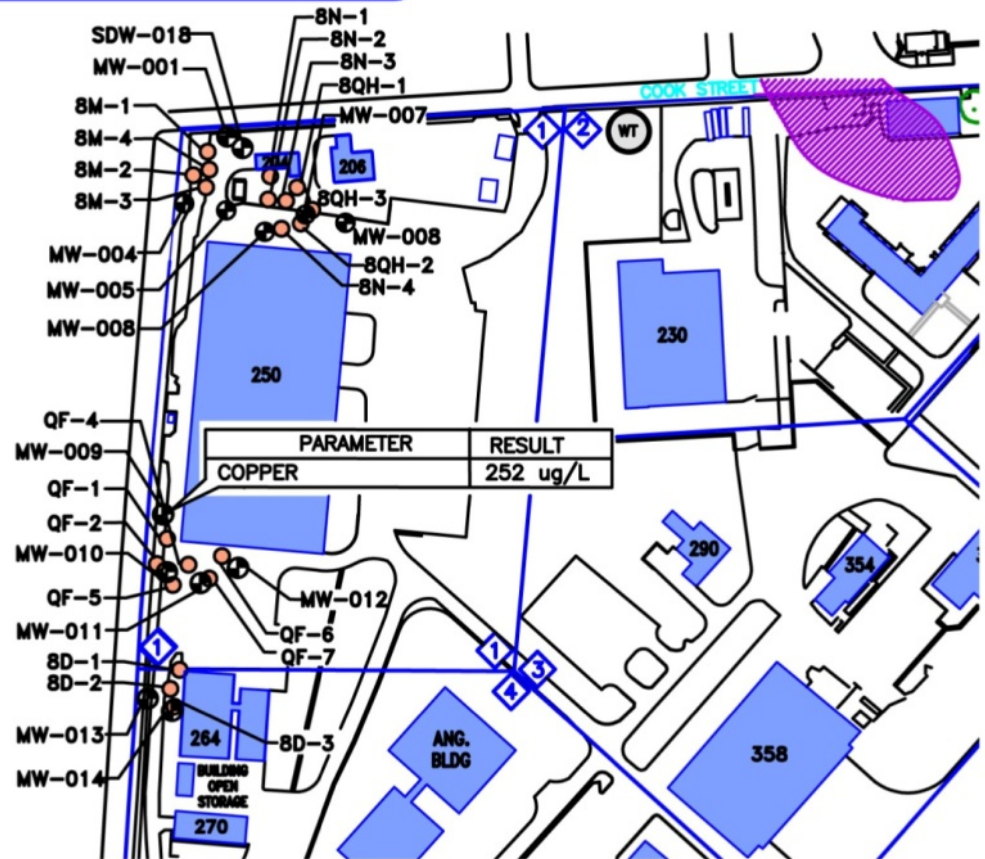 8N-1
SDW-018
8N-2
MW-001
8N-3
8QH-1
COOK STREET
8M-1
MW-007
8M-4
1
2
WT
204
206
8M-2
8M-3
8QH-3
MW-008
MW-004
8QH-2
MW-005
8N-4
MW-008
230
250
QF-4
PARAMETER RESULT
MW-009
COPPER 252 ug/L
QF-1
QF-2
MW-010
290
354
QF-5
MW-012
MW-011
QF-6
1
QF-7
1
8D-1
3
8D-2
4
MW-013
264
8D-3
ANG.
BLDG
358
MW-014
BUILDING
OPEN
STORAGE
270